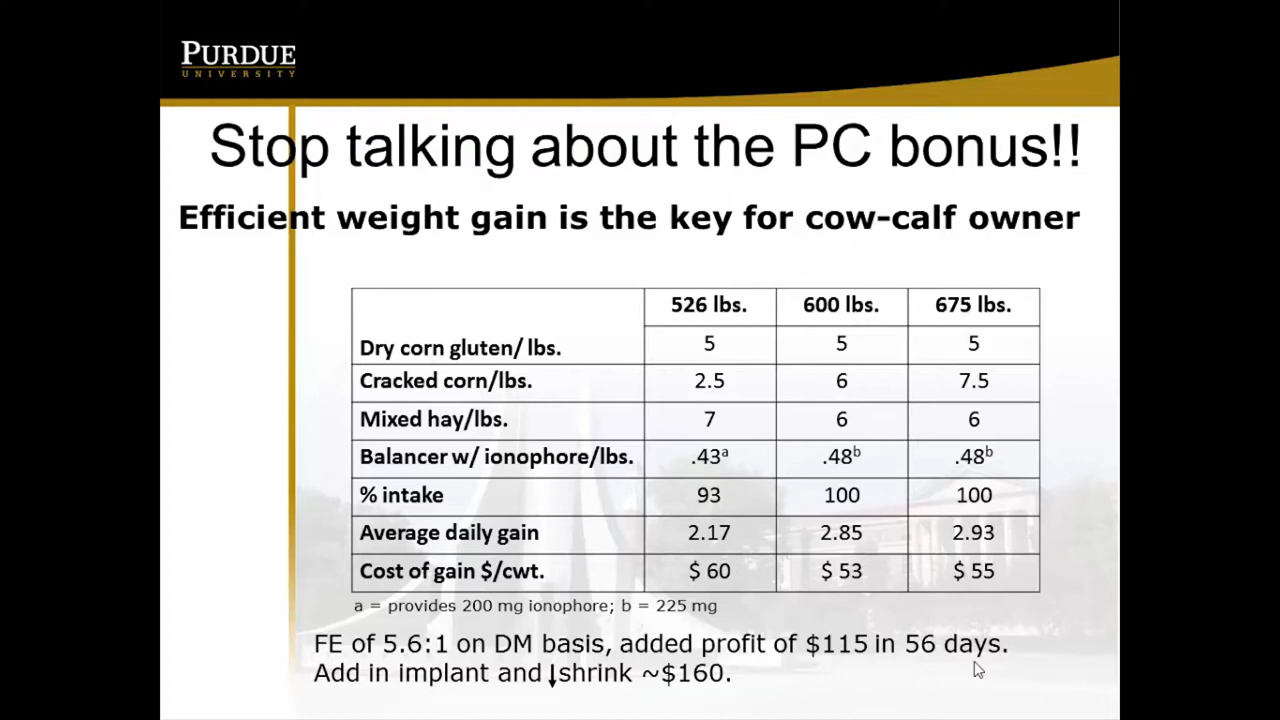 PURDUE
UNIVERSITY
Stop talking about the PC bonus!!
Efficient weight gain is the key for cow-calf owner
526 lbs. 600 lbs. 675 lbs.
Dry corn gluten/ lbs. 5 5 5
Cracked corn/lbs. 2.5 6 7.5
Mixed hay/lbs. 7 6 6
Balancer w/ ionophore/lbs. .43a .48b .48b
% intake 93 100 100
Average daily gain 2.17 2.85 2.93
Cost of gain $/cwt. $ 60 $ 53 $ 55
a = provides 200 mg ionophore; b = 225 mg
FE of 5.6:1 on DM basis, added profit of $115 in 56 days.
Add in implant and ↓shrink ~$160.